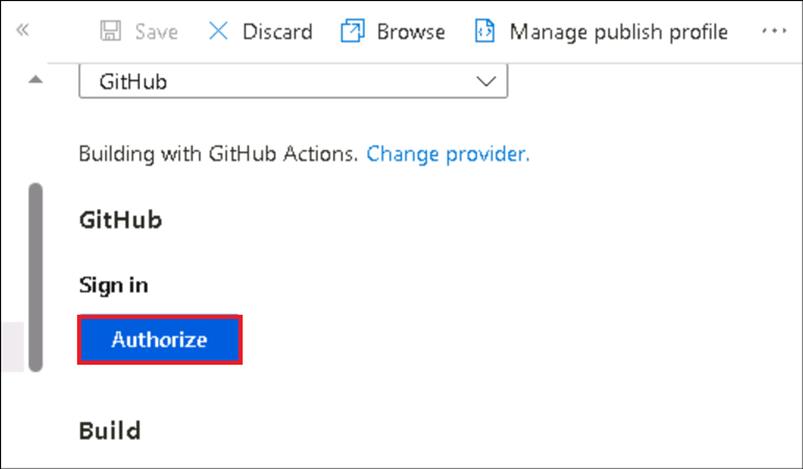 Save Discard Browse Manage publish profile
GitHub
Building with GitHub Actions. Change provider.
GitHub
Sign in
Authorize
Build